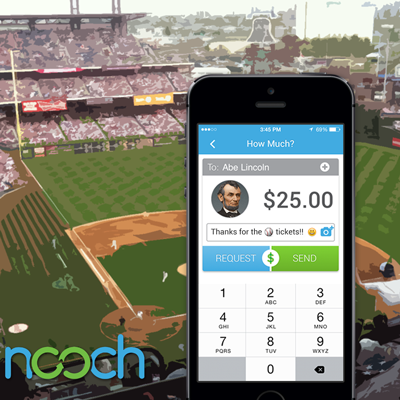 3:45 PM 89%
How Much?
To: Abe Lincoln
$25.00
Thanks for the ⚾ tickets!! 😀
REQUEST $ SEND
1 2 3
ABC DEF
4 5 6
GHI JKL MNO
7 8 9
PQRS TUV WXYZ
0
nooch